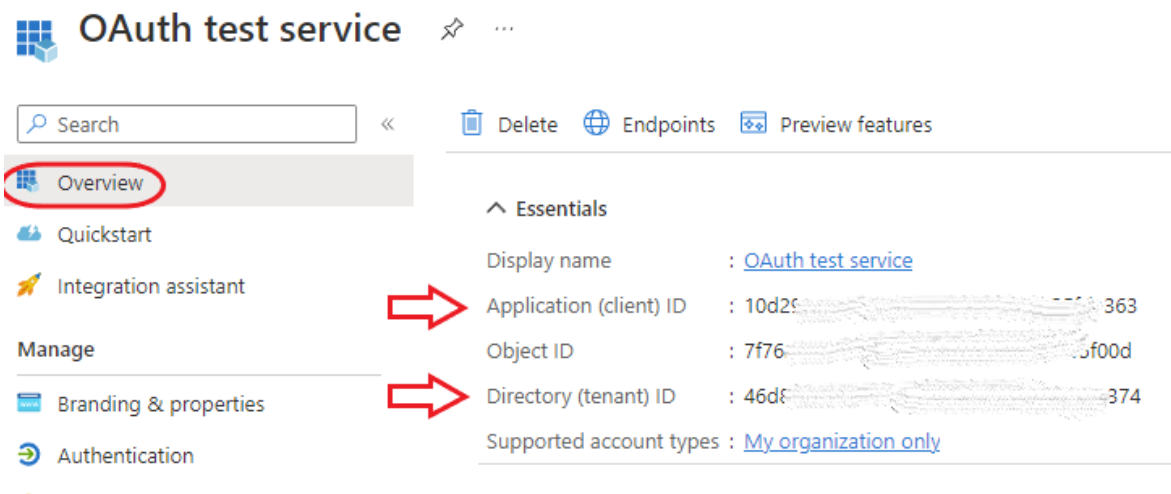 OAuth test service
Search
Delete
Endpoints
Preview features
Overview
Quickstart
Integration assistant
Manage
Branding & properties
Authentication
Essentials
Display name : OAuth test service
Application (client) ID : 10d2 363
Object ID : 7f76 f00d
Directory (tenant) ID : 46d8 374
Supported account types : My organization only